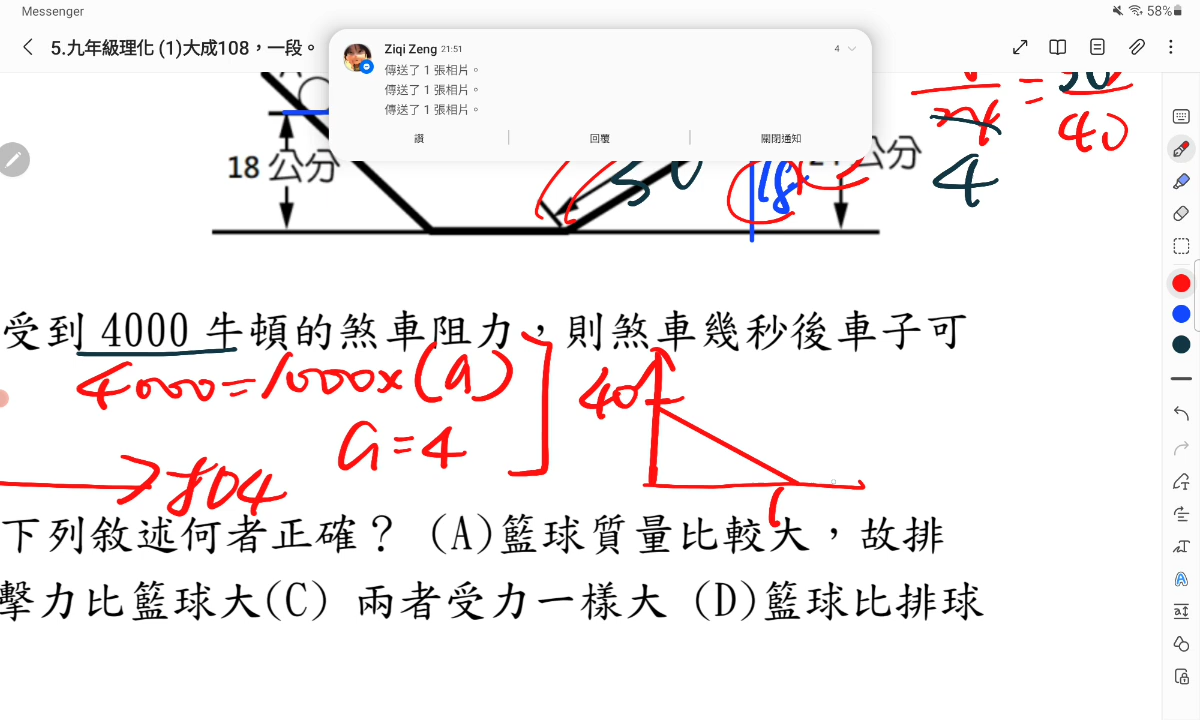 Messenger
58%
5.九年級理化 (1)大成108，一段。
Ziqi Zeng 21:51
4
傳送了 1 張相片。
傳送了 1 張相片。
傳送了 1 張相片。
讚
回覆
關閉通知
= 
40
4
18 公分
50
18
公分
受到 4000 牛頓的煞車阻力，則煞車幾秒後車子可
4000=1000×(a)
40
a=4
804
下列敘述何者正確？ (A)籃球質量比較大，故排
擊力比籃球大(C) 兩者受力一樣大 (D)籃球比排球